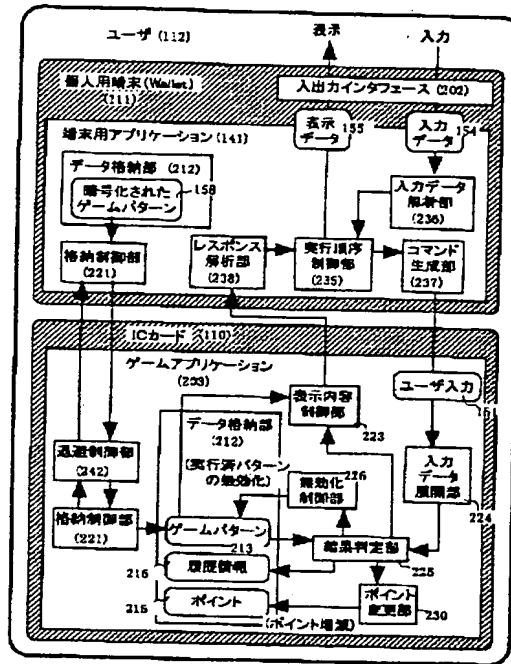 ユーザ(112)
表示
入力
個人用端末(Wallet)
(211)
入出力インタフェース(202)
端末用アプリケーション(141)
表示
データ
155
入力
データ
154
データ格納部(212)
暗号化された
ゲームパターン
158
入力データ
解析部
(236)
格納制御部
(221)
レスポンス
解析部
(238)
実行順序
制御部
(235)
コマンド
生成部
(237)
ICカード (110)
ゲームアプリケーション
(203)
表示内容
制御部
223
ユーザ入力
データ格納部
(212)
(実行済パターン
の無効化)
退避制御部
(242)
無効化
制御部
226
入力
データ
展開部
224
格納制御部
(221)
ゲームパターン
213
結果判定部
225
216
履歴情報
215
ポイント
ポイント
変更部
230
(ポイント増減)